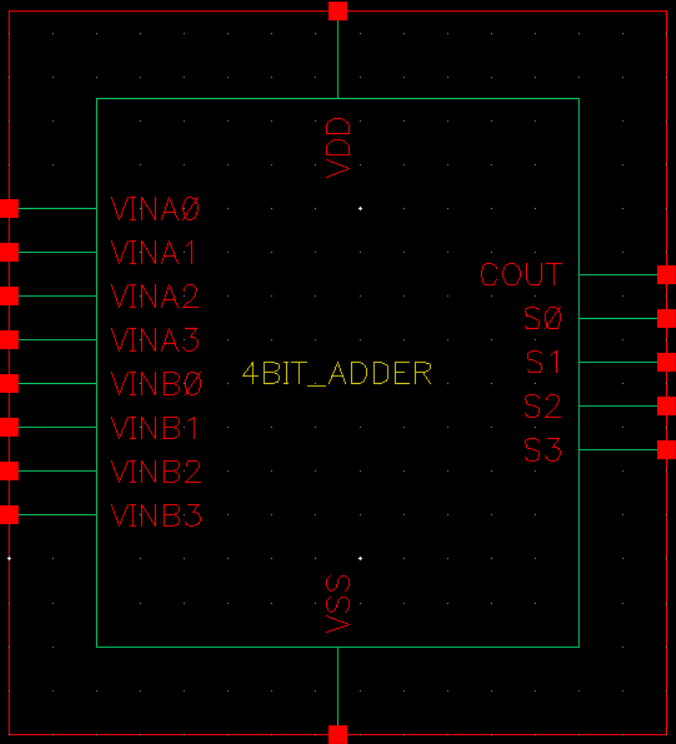 VDD
VINA0
VINA1
VINA2
VINA3
VINB0
VINB1
VINB2
VINB3
4BIT_ADDER
COUT
S0
S1
S2
S3
VSS